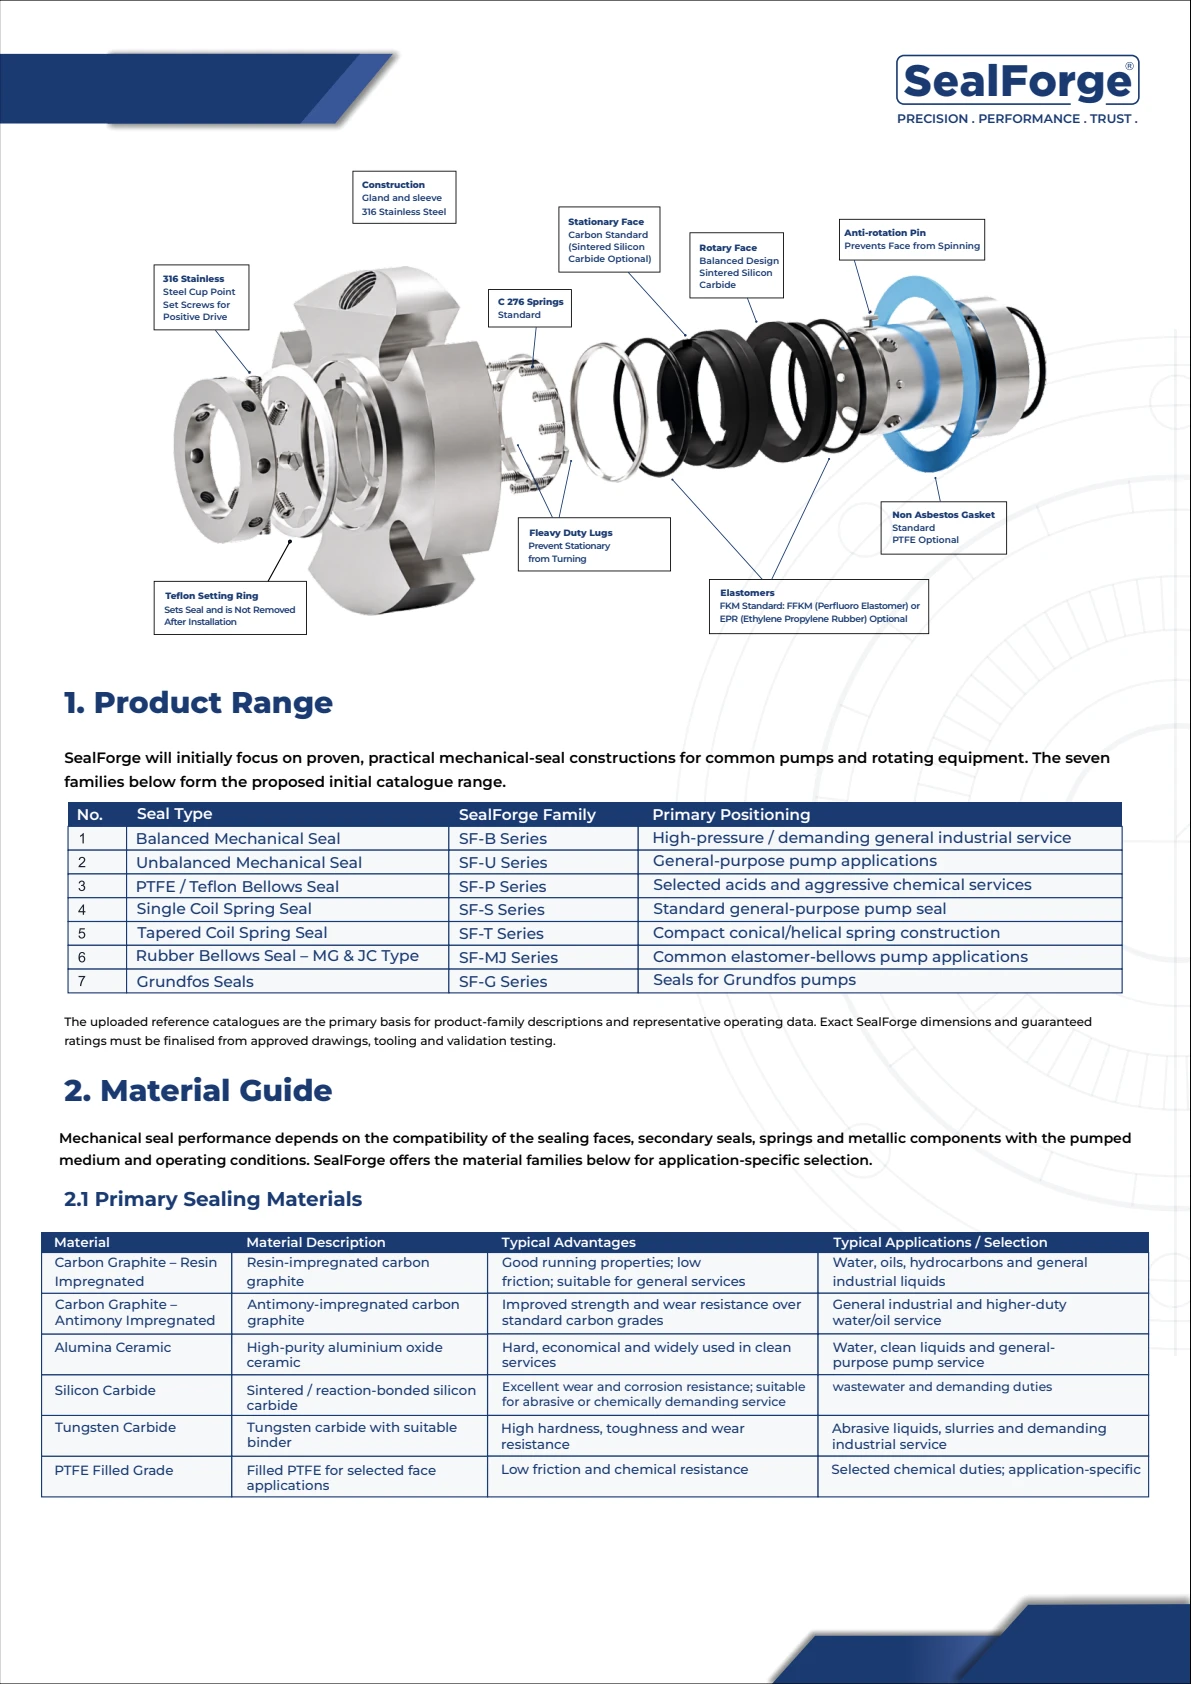 SealForge®
PRECISION . PERFORMANCE . TRUST .
Construction
Gland and sleeve
316 Stainless Steel
Stationary Face
Carbon Standard
(Sintered Silicon
Carbide Optional)
Rotary Face
Balanced Design
Sintered Silicon
Carbide
Anti-rotation Pin
Prevents Face from Spinning
316 Stainless
Steel Cup Point
Set Screws for
Positive Drive
C 276 Springs
Standard
Non Asbestos Gasket
Standard
PTFE Optional
Fleavy Duty Lugs
Prevent Stationary
from Turning
Teflon Setting Ring
Sets Seal and is Not Removed
After Installation
Elastomers
FKM Standard: FFKM (Perfluoro Elastomer) or
EPR (Ethylene Propylene Rubber) Optional
1. Product Range
SealForge will initially focus on proven, practical mechanical-seal constructions for common pumps and rotating equipment. The seven
families below form the proposed initial catalogue range.
No. Seal Type SealForge Family Primary Positioning
1 Balanced Mechanical Seal SF-B Series High-pressure / demanding general industrial service
2 Unbalanced Mechanical Seal SF-U Series General-purpose pump applications
3 PTFE / Teflon Bellows Seal SF-P Series Selected acids and aggressive chemical services
4 Single Coil Spring Seal SF-S Series Standard general-purpose pump seal
5 Tapered Coil Spring Seal SF-T Series Compact conical/helical spring construction
6 Rubber Bellows Seal – MG & JC Type SF-MJ Series Common elastomer-bellows pump applications
7 Grundfos Seals SF-G Series Seals for Grundfos pumps
The uploaded reference catalogues are the primary basis for product-family descriptions and representative operating data. Exact SealForge dimensions and guaranteed
ratings must be finalised from approved drawings, tooling and validation testing.
2. Material Guide
Mechanical seal performance depends on the compatibility of the sealing faces, secondary seals, springs and metallic components with the pumped
medium and operating conditions. SealForge offers the material families below for application-specific selection.
2.1 Primary Sealing Materials
Material Material Description Typical Advantages Typical Applications / Selection
Carbon Graphite – Resin Resin-impregnated carbon Good running properties; low Water, oils, hydrocarbons and general
Impregnated graphite friction; suitable for general services industrial liquids
Carbon Graphite – Antimony-impregnated carbon Improved strength and wear resistance over General industrial and higher-duty
Antimony Impregnated graphite standard carbon grades water/oil service
Alumina Ceramic High-purity aluminium oxide Hard, economical and widely used in clean Water, clean liquids and general-
ceramic services purpose pump service
Silicon Carbide Sintered / reaction-bonded silicon Excellent wear and corrosion resistance; suitable wastewater and demanding duties
carbide for abrasive or chemically demanding service
Tungsten Carbide Tungsten carbide with suitable High hardness, toughness and wear Abrasive liquids, slurries and demanding
binder resistance industrial service
PTFE Filled Grade Filled PTFE for selected face Low friction and chemical resistance Selected chemical duties; application-specific
applications